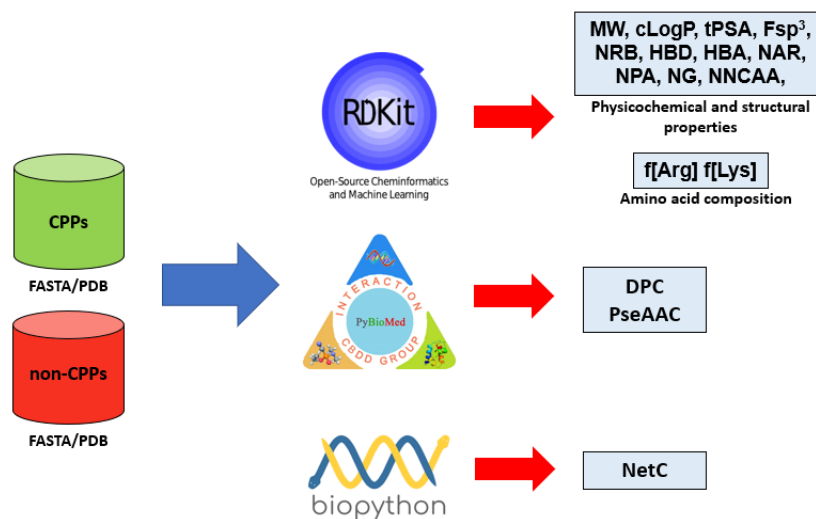 CPPs
FASTA/PDB
non-CPPs
FASTA/PDB
RDKit
Open-Source Cheminformatics
and Machine Learning
INTERACTION
PyBioMed
CBDD GROUP
biopython
MW, cLogP, tPSA, Fsp³,
NRB, HBD, HBA, NAR,
NPA, NG, NNCAA,
Physicochemical and structural
properties
f[Arg] f[Lys]
Amino acid composition
DPC
PseAAC
NetC